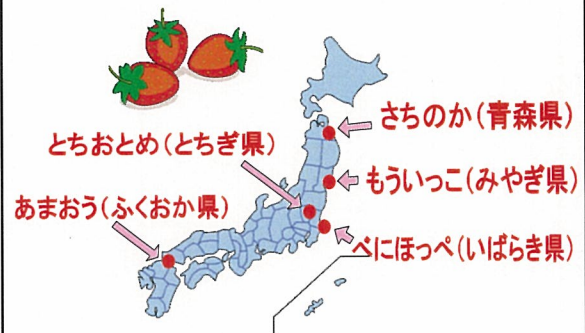 さちのか（青森県）
とちおとめ（とちぎ県）
もういっこ（みやぎ県）
あまおう（ふくおか県）
べにほっぺ（いばらき県）